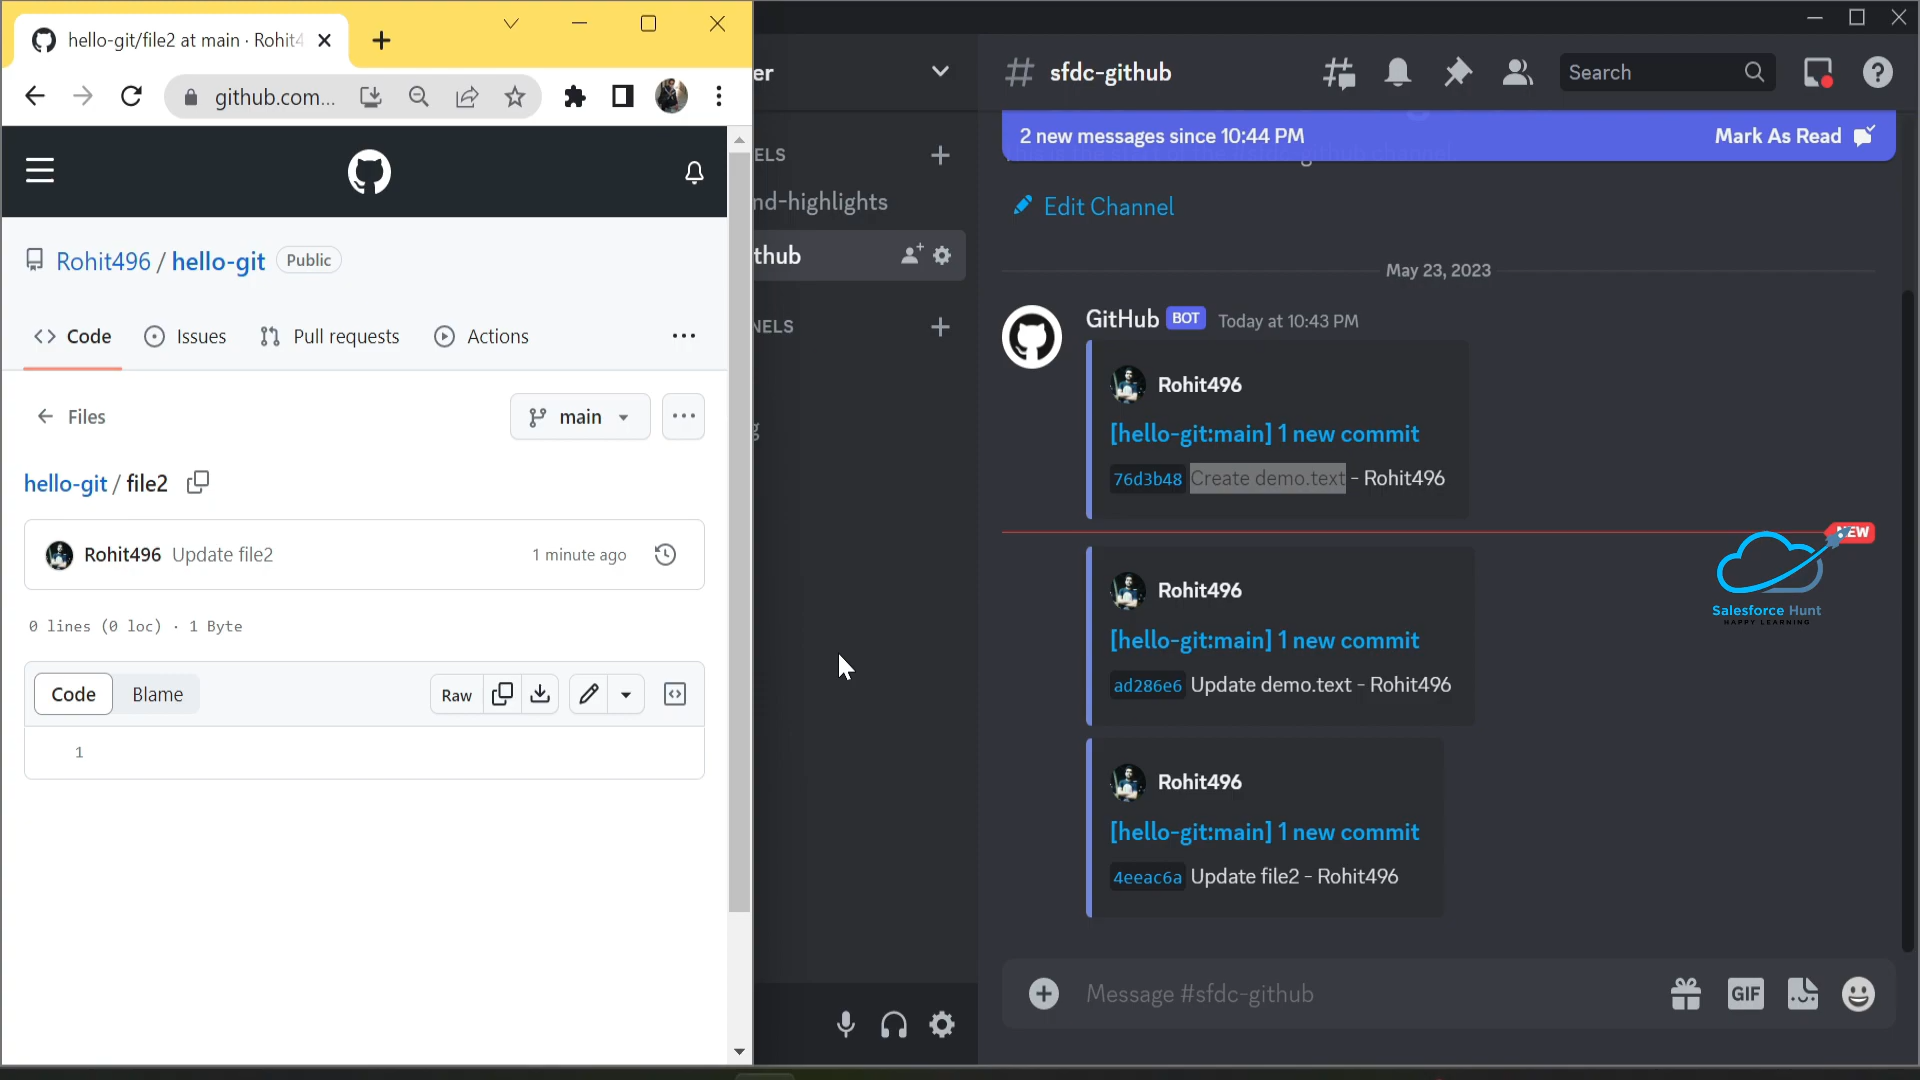 hello-git/file2 at main · Rohit4
github.com...
Rohit496 / hello-git Public
Code Issues Pull requests Actions
Files
main
hello-git / file2
Rohit496 Update file2 1 minute ago
0 lines (0 loc) · 1 Byte
Code Blame Raw
1
er
ELS
nd-highlights
thub
NELS
g
# sfdc-github
Search
2 new messages since 10:44 PM Mark As Read
Edit Channel
May 23, 2023
GitHub BOT Today at 10:43 PM
Rohit496
[hello-git:main] 1 new commit
76d3b48 Create demo.text - Rohit496
Rohit496
[hello-git:main] 1 new commit
ad286e6 Update demo.text - Rohit496
Salesforce Hunt
HAPPY LEARNING
Rohit496
[hello-git:main] 1 new commit
4eeac6a Update file2 - Rohit496
Message #sfdc-github
GIF